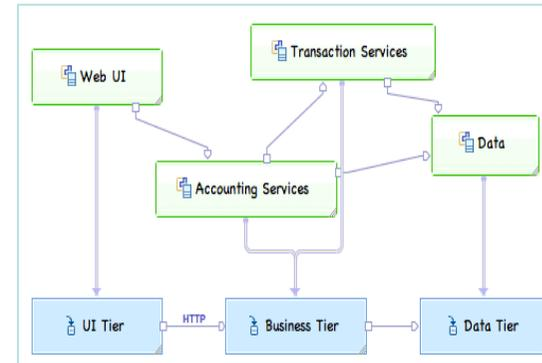 Transaction Services
Web UI
Data
Accounting Services
HTTP
UI Tier
Business Tier
Data Tier